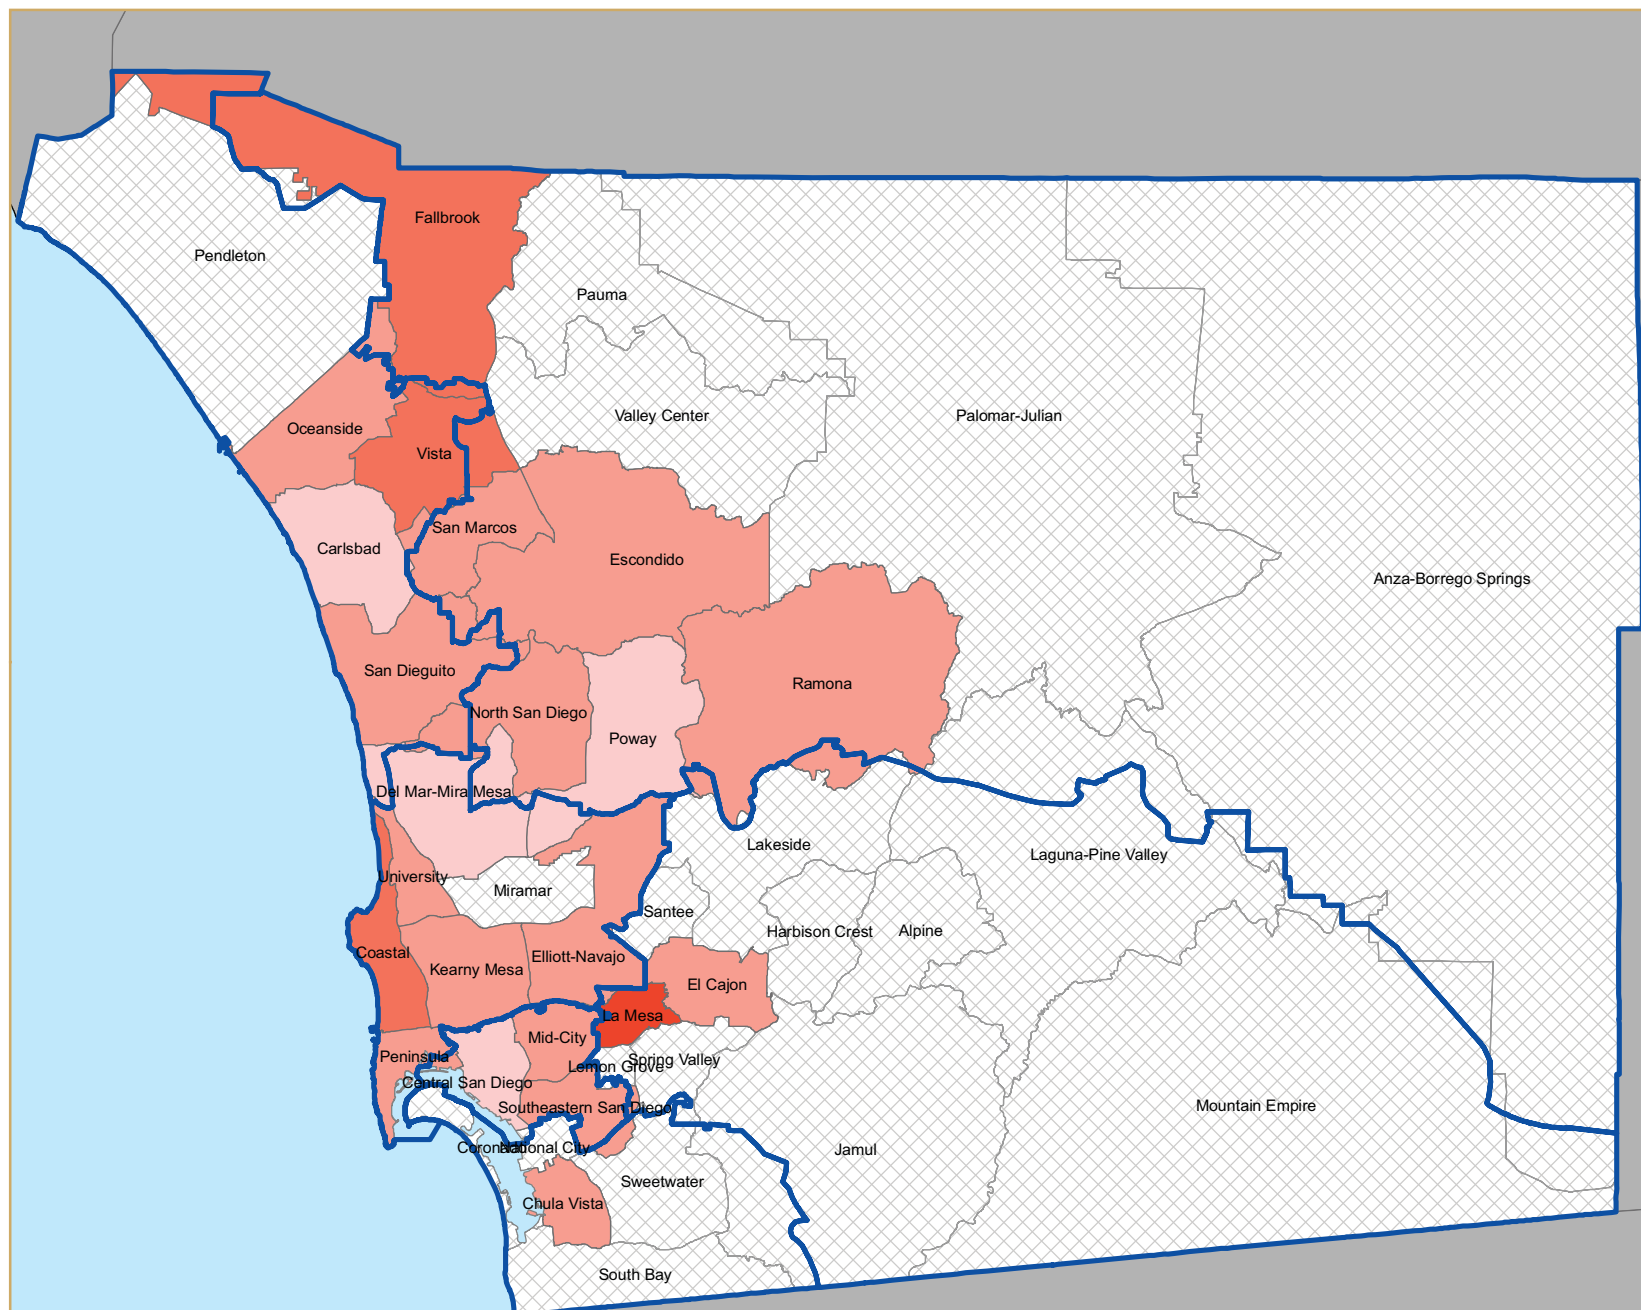 Fallbrook
Pendleton
Pauma
Valley Center
Palomar-Julian
Oceanside
Vista
San Marcos
Carlsbad
Escondido
Anza-Borrego Springs
San Dieguito
Ramona
North San Diego
Poway
Del Mar-Mira Mesa
Lakeside
Laguna-Pine Valley
University
Miramar
Santee
Harbison Crest
Alpine
Coastal
Elliott-Navajo
Kearny Mesa
El Cajon
La Mesa
Mid-City
Peninsula
Lemon Grove
Spring Valley
Central San Diego
Southeastern San Diego
Mountain Empire
Coronado
National City
Jamul
Sweetwater
Chula Vista
South Bay